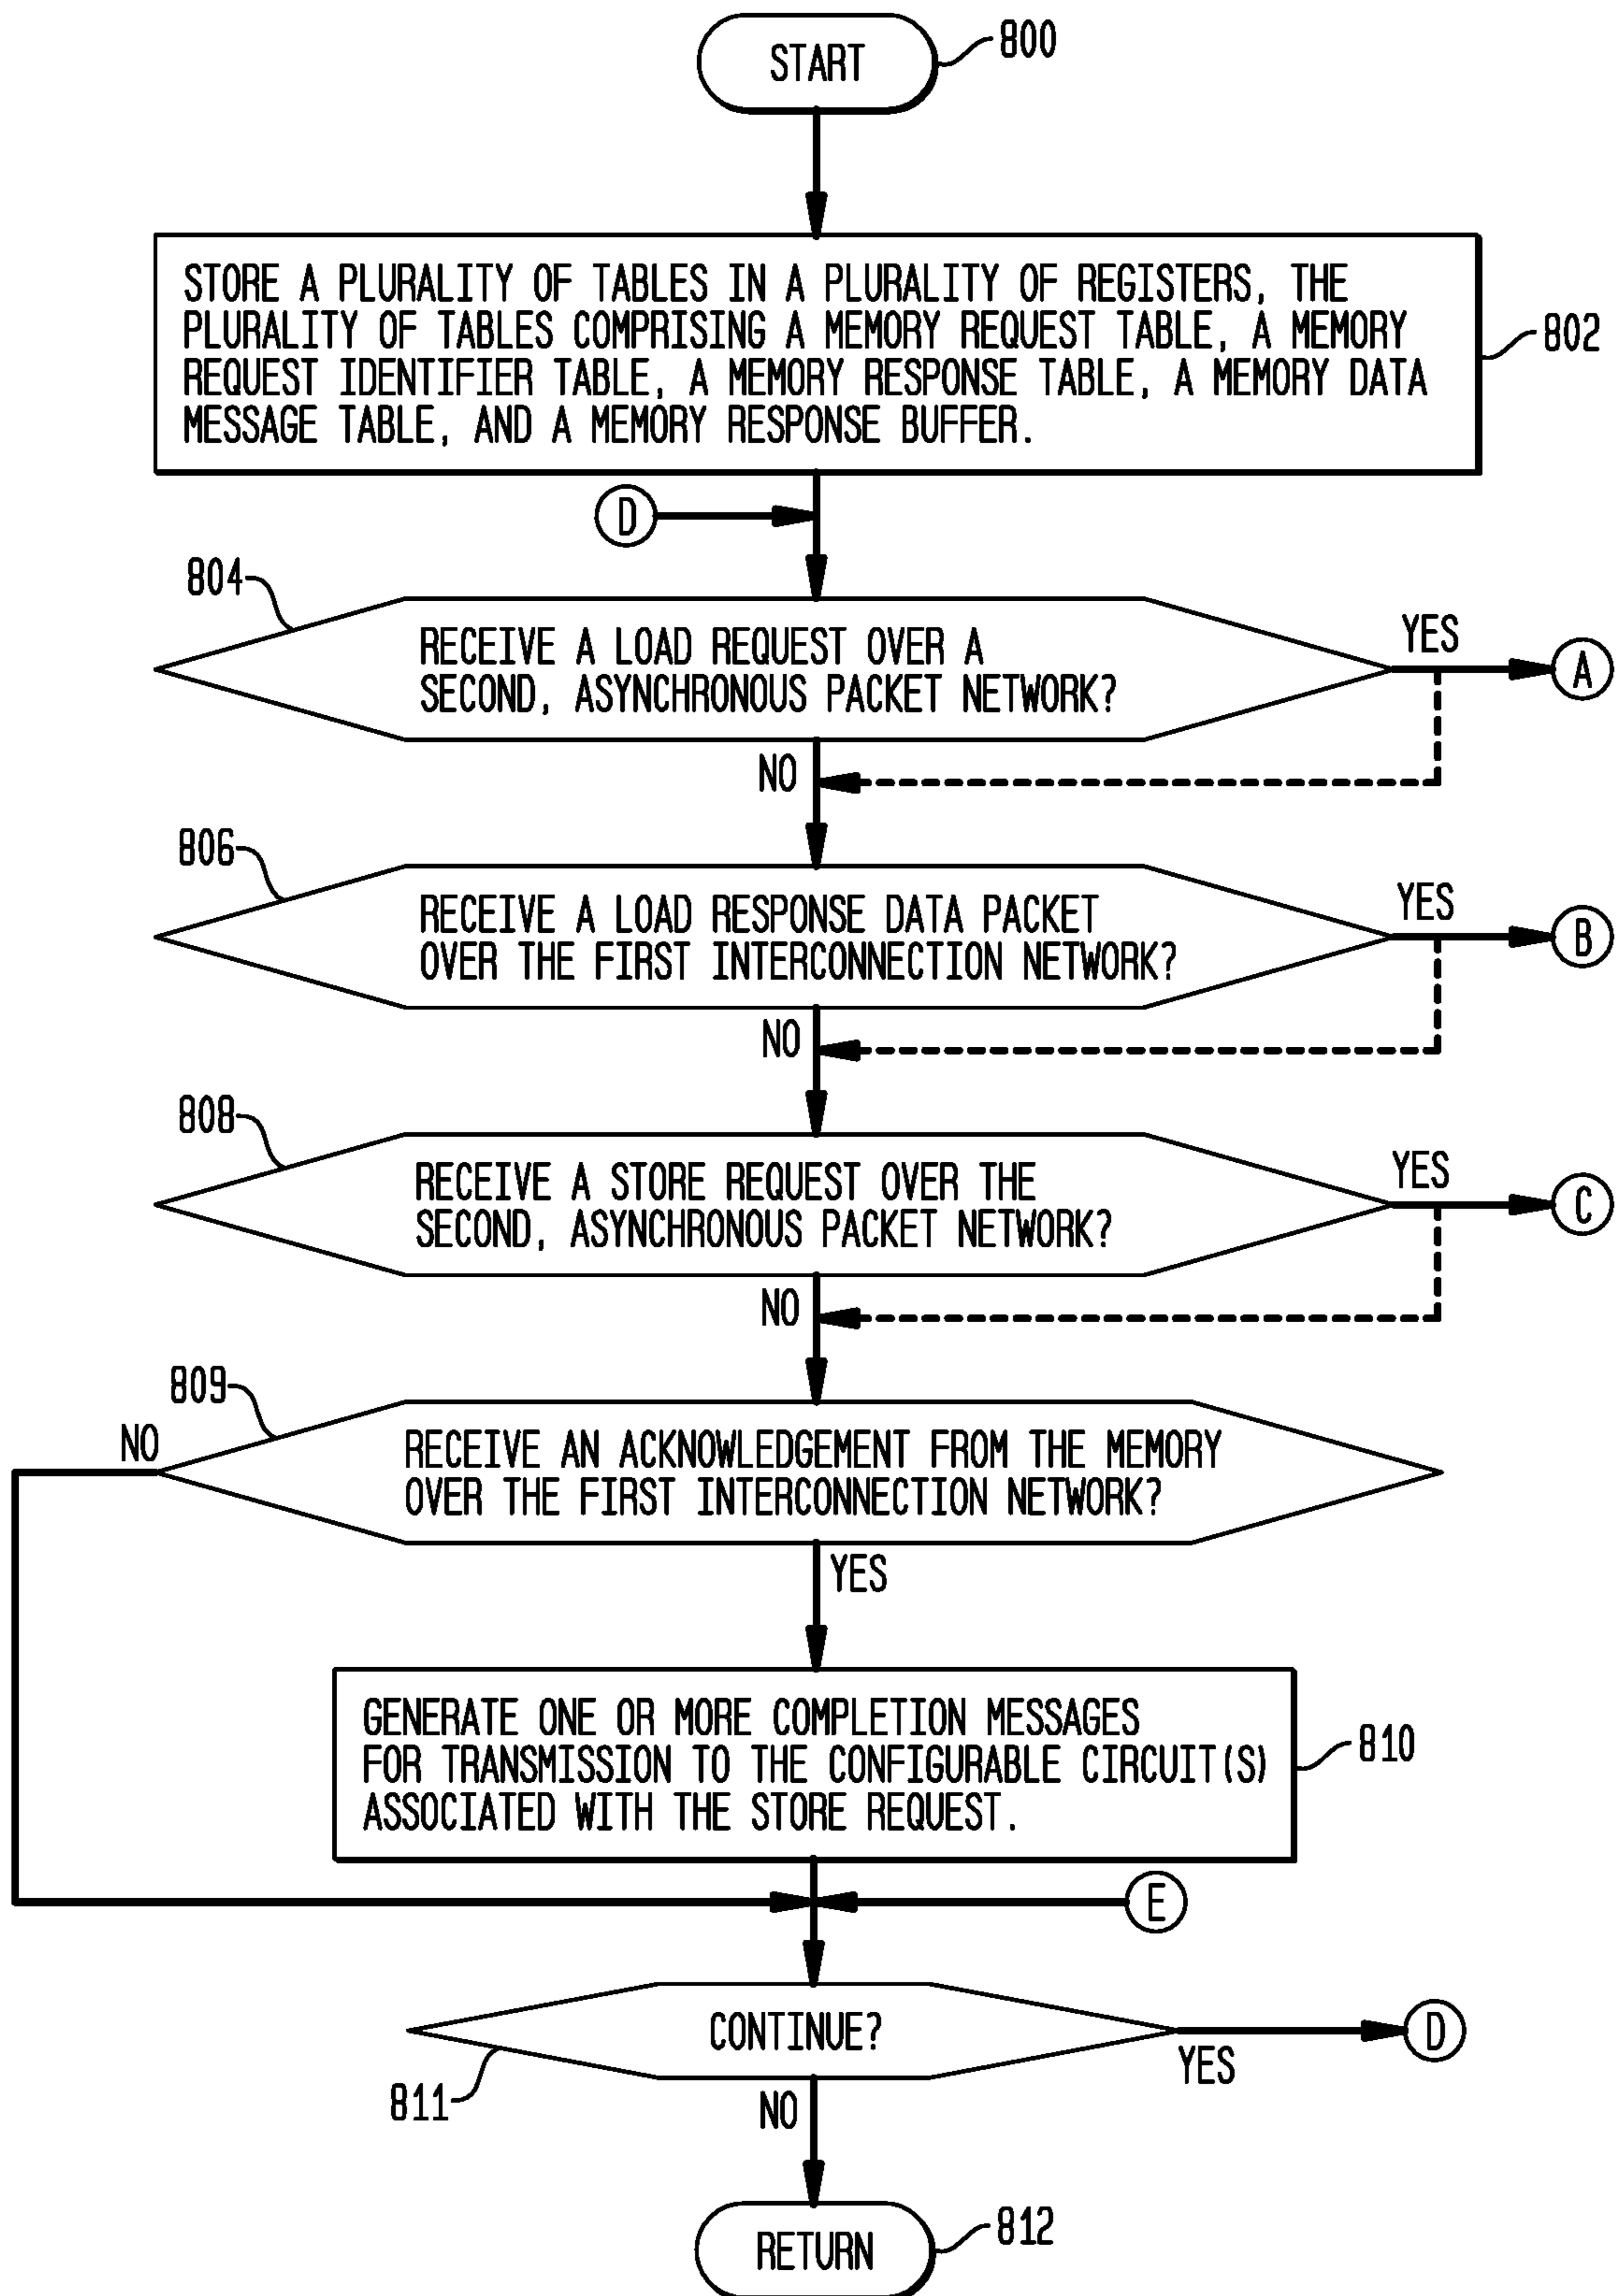 START
800
STORE A PLURALITY OF TABLES IN A PLURALITY OF REGISTERS, THE
PLURALITY OF TABLES COMPRISING A MEMORY REQUEST TABLE, A MEMORY
REQUEST IDENTIFIER TABLE, A MEMORY RESPONSE TABLE, A MEMORY DATA
MESSAGE TABLE, AND A MEMORY RESPONSE BUFFER.
802
D
804
RECEIVE A LOAD REQUEST OVER A
SECOND, ASYNCHRONOUS PACKET NETWORK?
YES
A
NO
806
RECEIVE A LOAD RESPONSE DATA PACKET
OVER THE FIRST INTERCONNECTION NETWORK?
YES
B
NO
808
RECEIVE A STORE REQUEST OVER THE
SECOND, ASYNCHRONOUS PACKET NETWORK?
YES
C
NO
809
NO
RECEIVE AN ACKNOWLEDGEMENT FROM THE MEMORY
OVER THE FIRST INTERCONNECTION NETWORK?
YES
GENERATE ONE OR MORE COMPLETION MESSAGES
FOR TRANSMISSION TO THE CONFIGURABLE CIRCUIT(S)
ASSOCIATED WITH THE STORE REQUEST.
810
E
CONTINUE?
D
YES
811
NO
RETURN
812